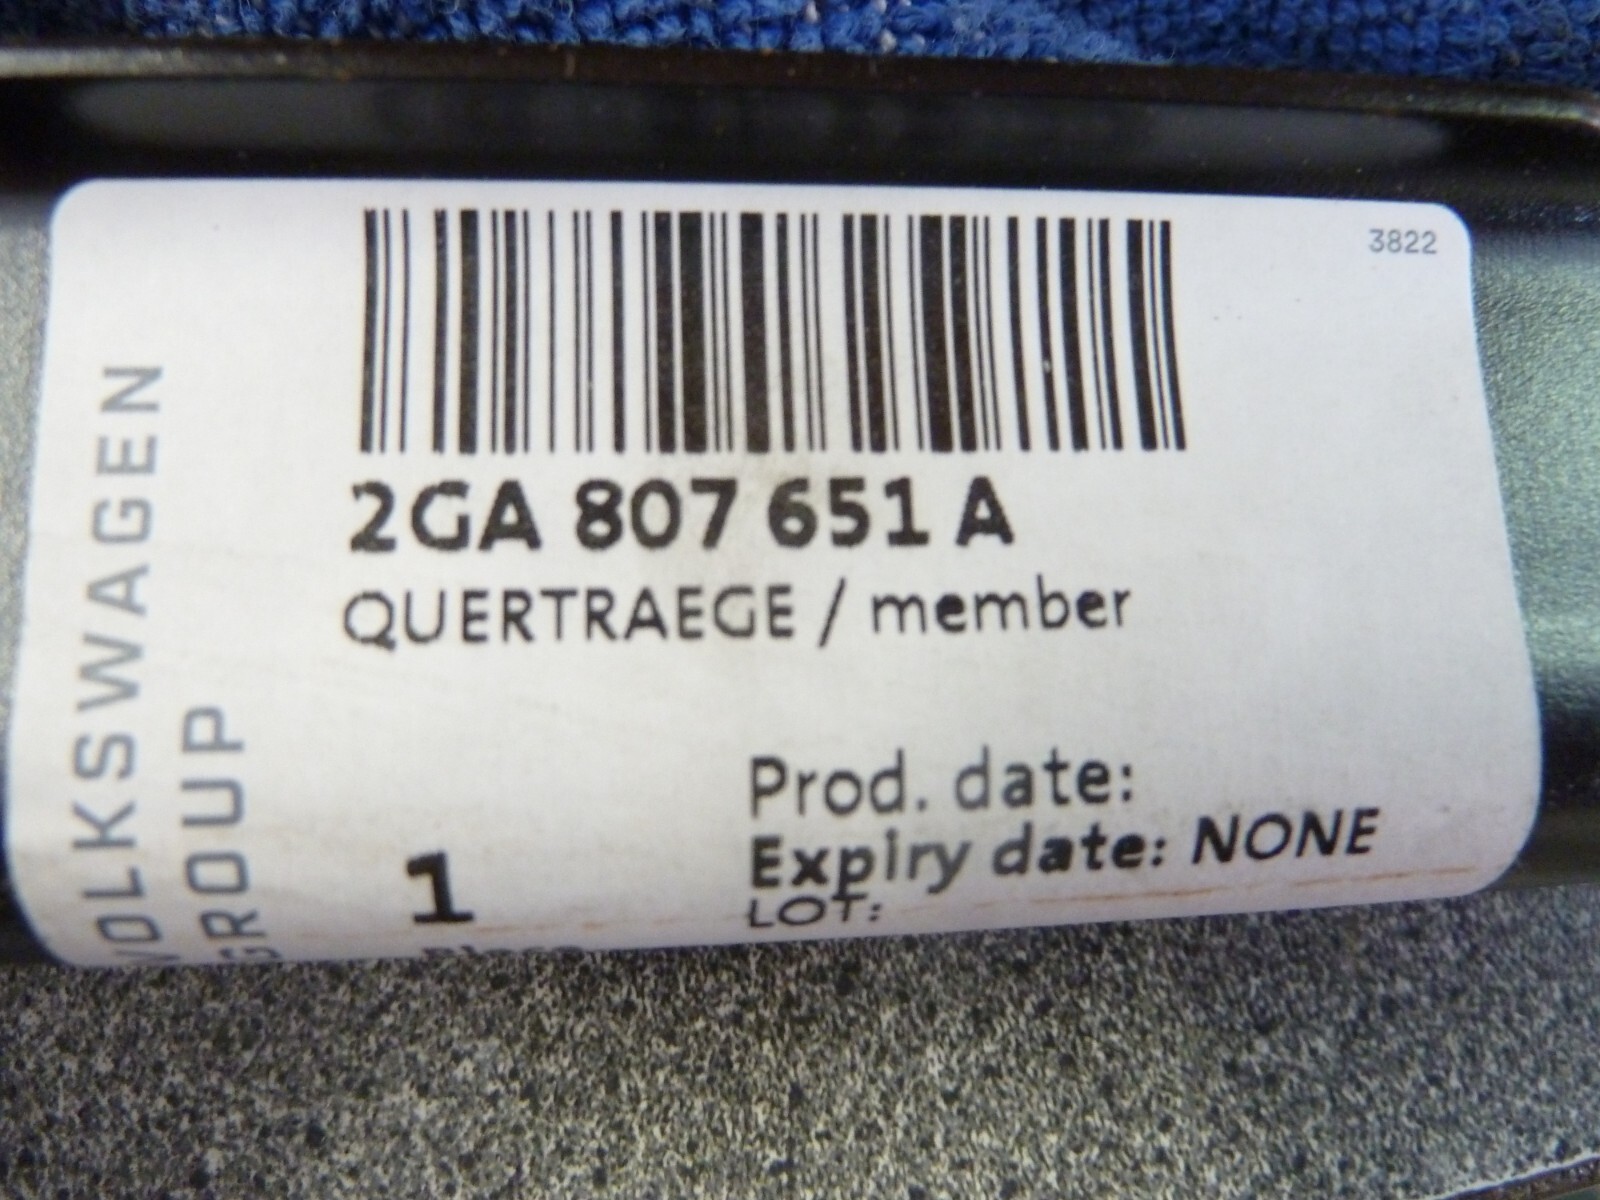 3822
2GA 807 651 A
QUERTRAEGE / member
Prod. date:
Expiry date: NONE
LOT:
1
VOLKSWAGEN
GROUP